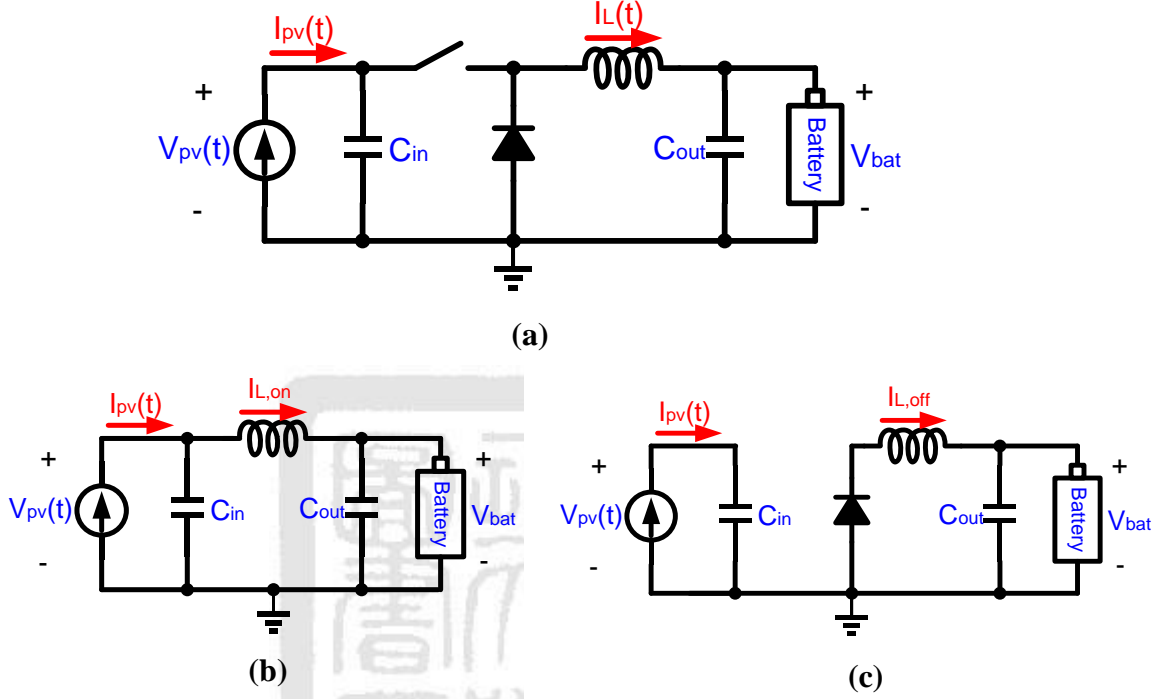 Ipv(t)
IL(t)
+
+
Vpv(t)
Cin
Cout
Battery
Vbat
-
-
(a)
Ipv(t)
IL,on
+
+
Vpv(t)
Cin
Cout
Battery
Vbat
-
-
(b)
Ipv(t)
IL,off
+
+
Vpv(t)
Cin
Cout
Battery
Vbat
-
-
(c)